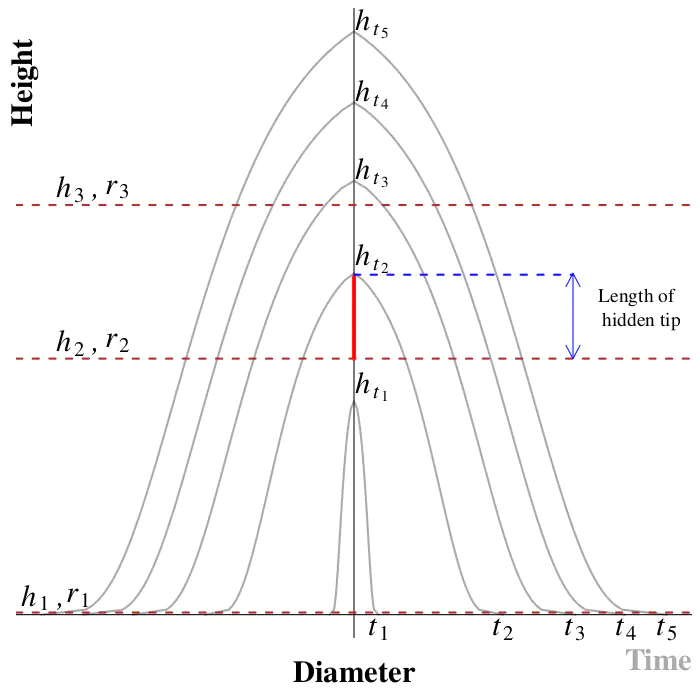 h_{t_5}
Height
h_{t_4}
h_{t_3}
h_3 , r_3
h_{t_2}
Length of
hidden tip
h_2 , r_2
h_{t_1}
h_1 , r_1
t_1 t_2 t_3 t_4 t_5
Time
Diameter